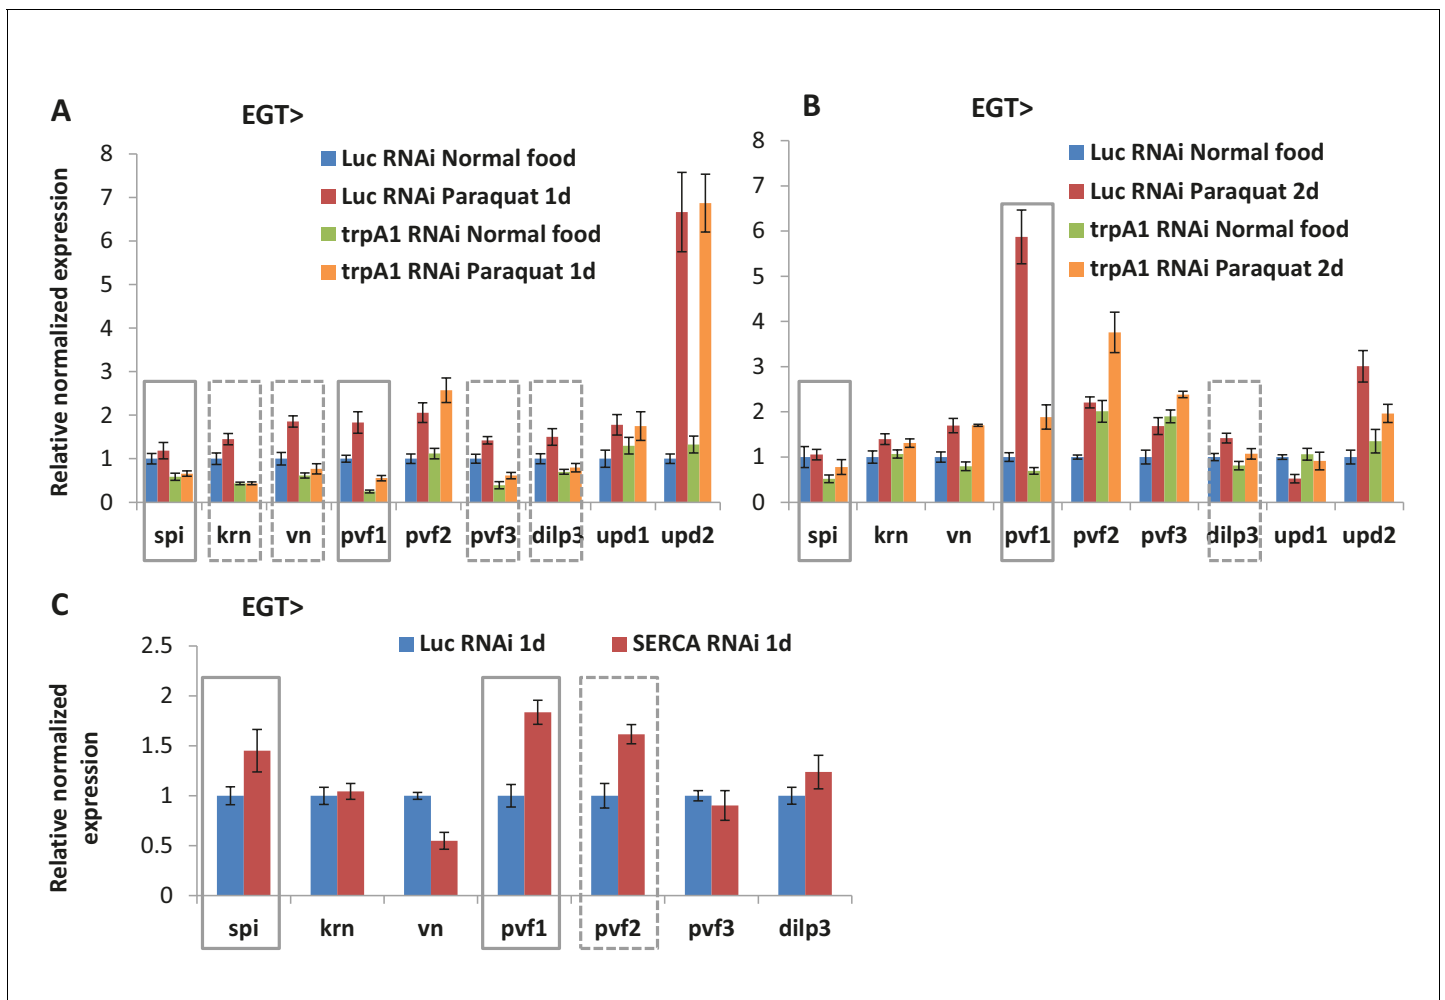 A
EGT>
Luc RNAi Normal food
Luc RNAi Paraquat 1d
trpA1 RNAi Normal food
trpA1 RNAi Paraquat 1d
Relative normalized expression
8
7
6
5
4
3
2
1
0
spi krn vn pvf1 pvf2 pvf3 dilp3 upd1 upd2
B
EGT>
Luc RNAi Normal food
Luc RNAi Paraquat 2d
trpA1 RNAi Normal food
trpA1 RNAi Paraquat 2d
8
7
6
5
4
3
2
1
0
spi krn vn pvf1 pvf2 pvf3 dilp3 upd1 upd2
C
EGT>
Luc RNAi 1d
SERCA RNAi 1d
Relative normalized
expression
2.5
2
1.5
1
0.5
0
spi krn vn pvf1 pvf2 pvf3 dilp3